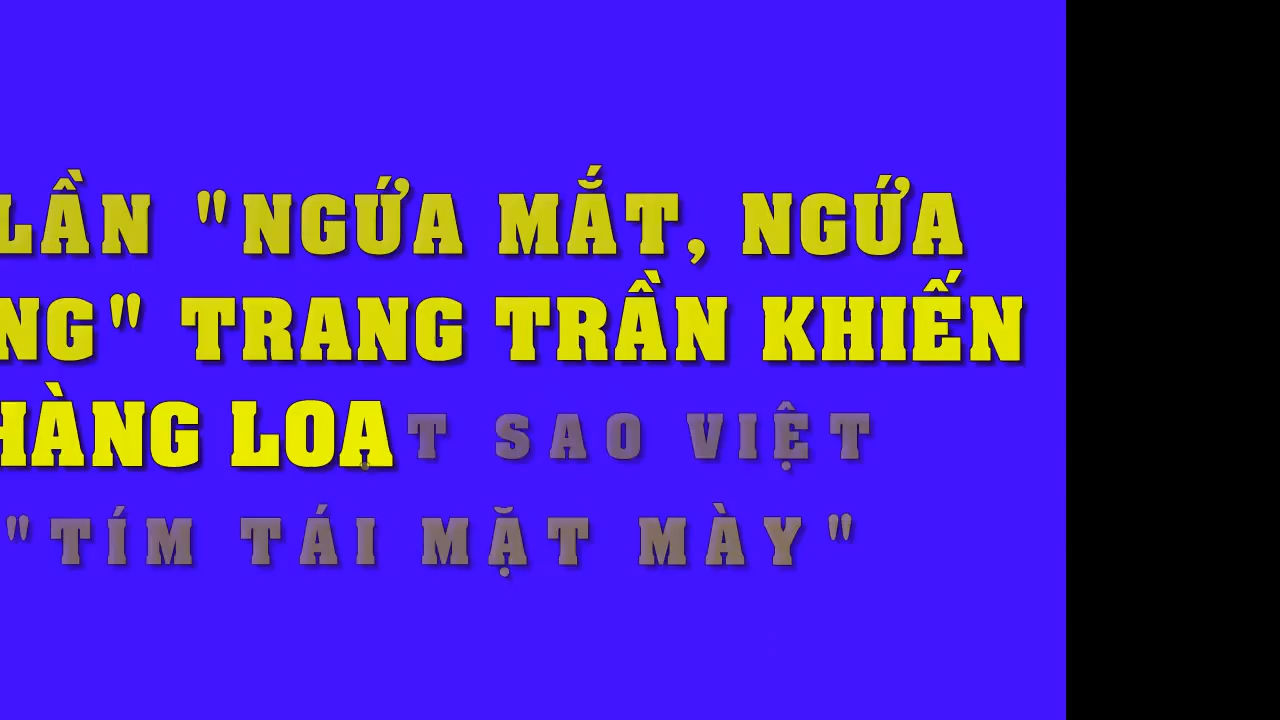 LẦN "NGỨA MẮT, NGỨA
NG" TRANG TRẦN KHIẾN
HÀNG LOẠT SAO VIỆT
"TÍM TÁI MẶT MÀY"